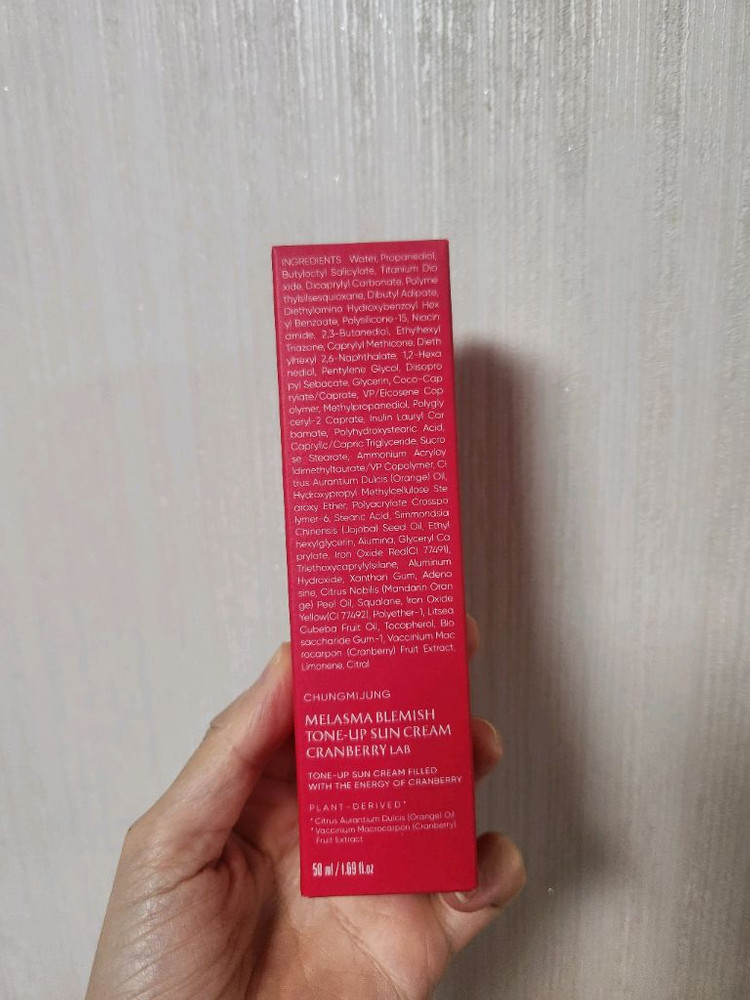 INGREDIENTS Water, Propanediol,
Butyloctyl Salicylate, Titanium Dio
xide, Dicaprylyl Carbonate, Polyme
thylsilsesquioxane, Dibutyl Adipate,
Diethylamino Hydroxybenzoyl Hex
yl Benzoate, Polysilicone-15, Niacin
amide, 2,3-Butanediol, Ethylhexyl
Triazone, Caprylyl Methicone, Dieth
ylhexyl 2,6-Naphthalate, 1,2-Hexa
nediol, Pentylene Glycol, Diisopro
pyl Sebacate, Glycerin, Coco-Cap
rylate/Caprate, VP/Eicosene Cop
olymer, Methylpropanediol, Polygly
ceryl-2 Caprate, Inulin Lauryl Car
bamate, Polyhydroxystearic Acid,
Caprylic/Capric Triglyceride, Sucro
se Stearate, Ammonium Acryloy
ldimethyltaurate/VP Copolymer, Ci
trus Aurantium Dulcis (Orange) Oil,
Hydroxypropyl Methylcellulose Ste
aroxy Ether, Polyacrylate Crosspo
lymer-6, Stearic Acid, Simmondsia
Chinensis (Jojoba) Seed Oil, Ethyl
hexylglycerin, Alumina, Glyceryl Ca
prylate, Iron Oxide Red(CI 77491),
Triethoxycaprylylsilane, Aluminum
Hydroxide, Xanthan Gum, Adeno
sine, Citrus Nobilis (Mandarin Oran
ge) Peel Oil, Squalane, Iron Oxide
Yellow(CI 77492), Polyether-1, Litsea
Cubeba Fruit Oil, Tocopherol, Bio
saccharide Gum-1, Vaccinium Mac
rocarpon (Cranberry) Fruit Extract,
Limonene, Citral
CHUNGMIJUNG
MELASMA BLEMISH
TONE-UP SUN CREAM
CRANBERRY LAB
TONE-UP SUN CREAM FILLED
WITH THE ENERGY OF CRANBERRY
PLANT-DERIVED*
* Citrus Aurantium Dulcis (Orange) Oil
* Vaccinium Macrocarpon (Cranberry)
Fruit Extract
50 ml / 1.69 fl.oz